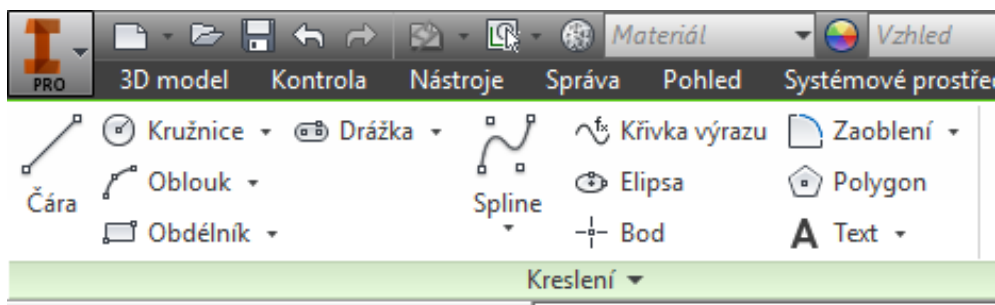 Materiál Vzhled
PRO 3D model Kontrola Nástroje Správa Pohled Systémové prostře
Kružnice Drážka Křivka výrazu Zaoblení
Oblouk Elipsa Polygon
Čára Spline
Obdélník Bod A Text
Kreslení